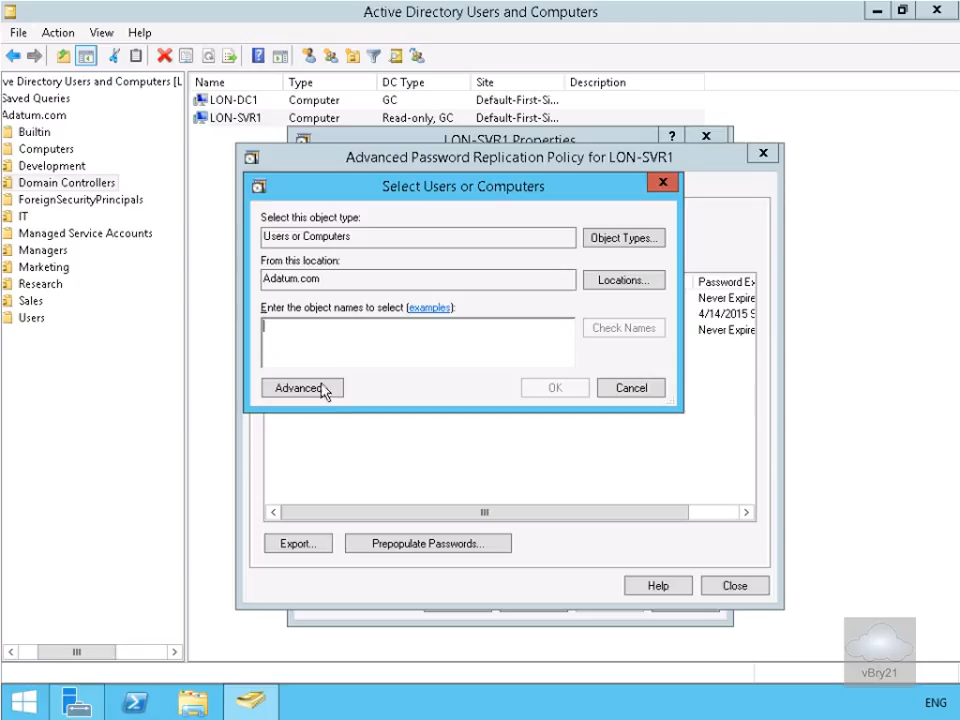 Active Directory Users and Computers
File Action View Help
ve Directory Users and Computers [L
Saved Queries
Adatum.com
Builtin
Computers
Development
Domain Controllers
ForeignSecurityPrincipals
IT
Managed Service Accounts
Managers
Marketing
Research
Sales
Users
Name Type DC Type Site Description
LON-DC1 Computer GC Default-First-Si...
LON-SVR1 Computer Read-only, GC Default-First-Si...
LON-SVR1 Properties
Advanced Password Replication Policy for LON-SVR1
Select Users or Computers
Select this object type:
Users or Computers
Object Types...
From this location:
Adatum.com
Locations...
Enter the object names to select (examples):
Check Names
Advanced
OK
Cancel
Password Ex
Never Expire
4/14/2015 9
Never Expire
Export...
Prepopulate Passwords...
Help
Close
vBry21
ENG